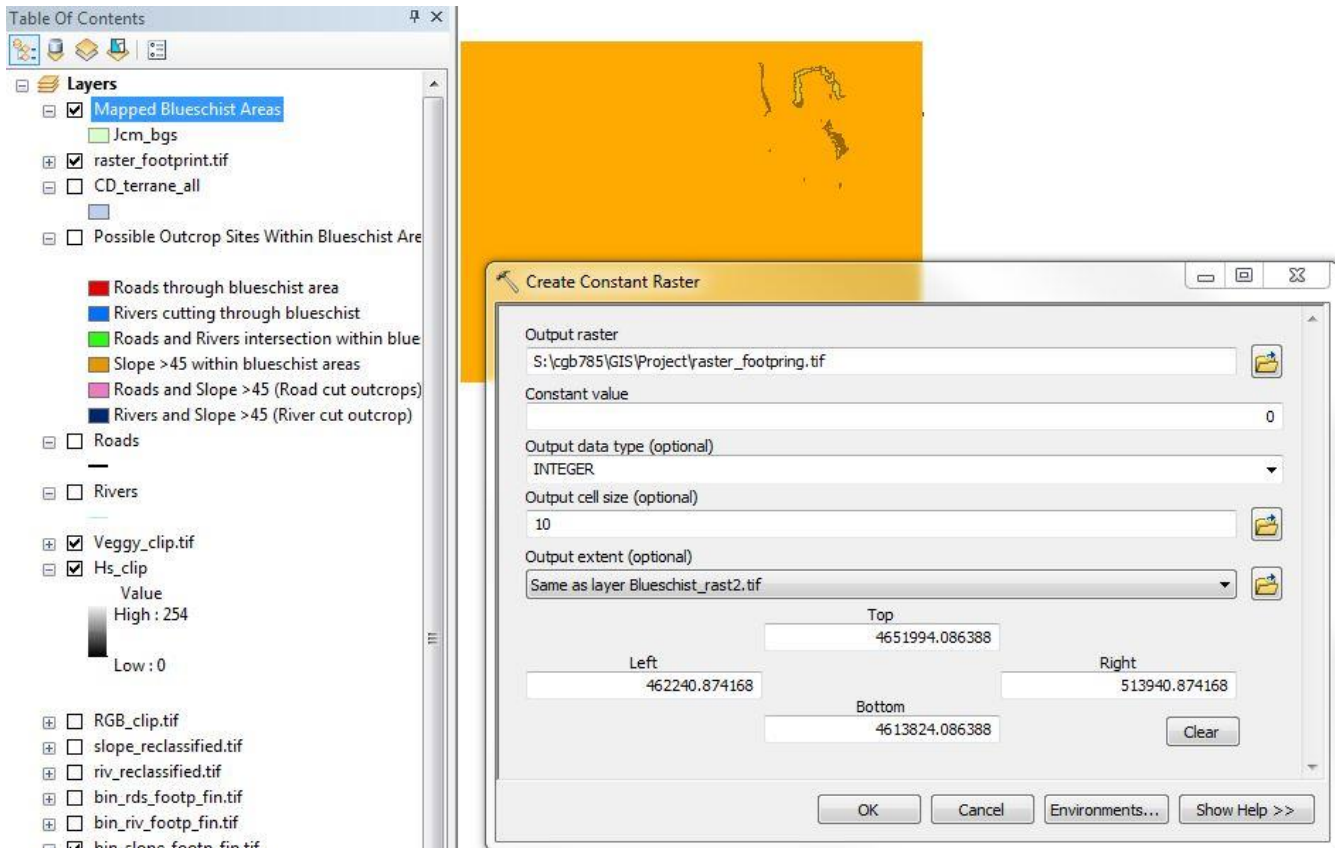 Table Of Contents
Layers
Mapped Blueschist Areas
Jcm_bgs
raster_footprint.tif
CD_terrane_all
Possible Outcrop Sites Within Blueschist Are
Roads through blueschist area
Rivers cutting through blueschist
Roads and Rivers intersection within blue
Slope >45 within blueschist areas
Roads and Slope >45 (Road cut outcrops)
Rivers and Slope >45 (River cut outcrop)
Roads
Rivers
Veggy_clip.tif
Hs_clip
Value
High : 254
Low : 0
RGB_clip.tif
slope_reclassified.tif
riv_reclassified.tif
bin_rds_footp_fin.tif
bin_riv_footp_fin.tif
bin_slope_footp_fin.tif
Create Constant Raster
Output raster
S:\cgb785\GIS\Project\raster_footpring.tif
Constant value
0
Output data type (optional)
INTEGER
Output cell size (optional)
10
Output extent (optional)
Same as layer Blueschist_rast2.tif
Top
4651994.086388
Left
Right
462240.874168
513940.874168
Bottom
4613824.086388
Clear
OK
Cancel
Environments...
Show Help >>